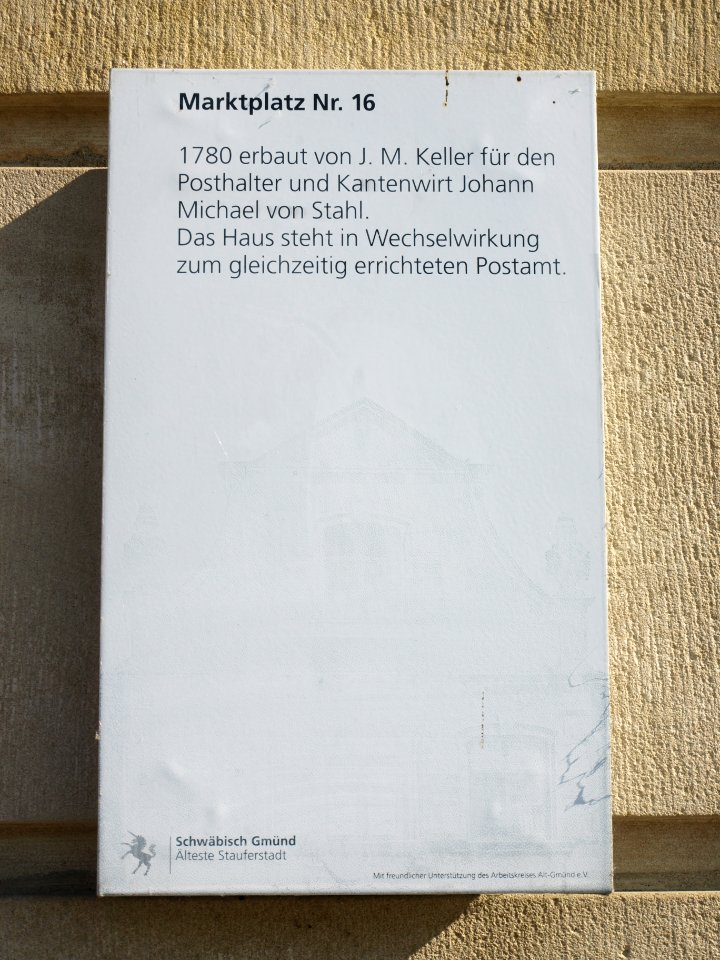 Marktplatz Nr. 16
1780 erbaut von J. M. Keller für den
Posthalter und Kantenwirt Johann
Michael von Stahl.
Das Haus steht in Wechselwirkung
zum gleichzeitig errichteten Postamt.
Schwäbisch Gmünd
Älteste Stauferstadt
Mit freundlicher Unterstützung des Arbeitskreises Alt-Gmünd e.V.